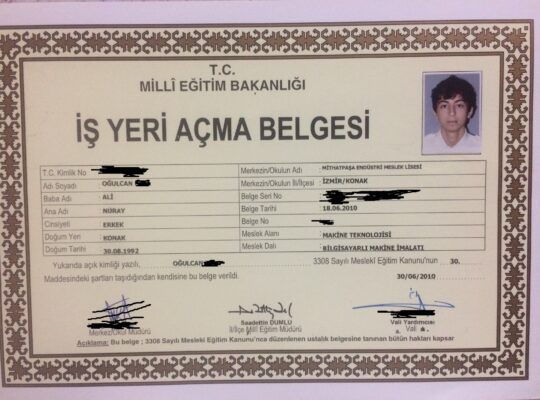 T.C.
MİLLÎ EĞİTİM BAKANLIĞI
İŞ YERİ AÇMA BELGESİ
T.C. Kimlik No
Adı Soyadı : OĞULCAN
Baba Adı : ALİ
Ana Adı : NURAY
Cinsiyeti : ERKEK
Doğum Yeri : KONAK
Doğum Tarihi : 30.08.1992
Merkezin/Okulun Adı : MİTHATPAŞA ENDÜSTRİ MESLEK LİSESİ
Merkezin/Okulun İl/İlçesi : İZMİR/KONAK
Belge Seri No
Belge Tarihi : 18.06.2010
Belge No :
Meslek Alanı : MAKİNE TEKNOLOJİSİ
Meslek Dalı : BİLGİSAYARLI MAKİNE İMALATI
Yukarıda açık kimliği yazılı, OĞULCAN 3308 Sayılı Meslekî Eğitim Kanunu'nun 30.
Maddesindeki şartları taşıdığından kendisine bu belge verildi.
30/06/2010
Merkez/Okul Müdürü
Saadettin DUMLU
İl/İlçe Millî Eğitim Müdürü
Vali Yardımcısı
Vali a.
Açıklama: Bu belge ; 3308 Sayılı Mesleki Eğitim Kanunu'nca düzenlenen ustalık belgesine tanınan bütün hakları kapsar